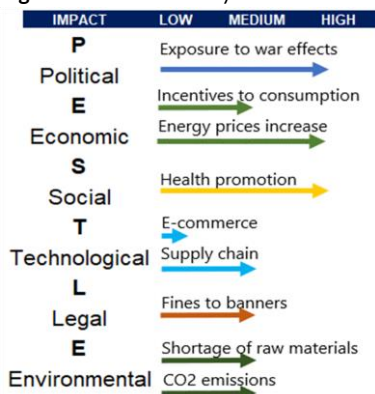 IMPACT LOW MEDIUM HIGH
P
Political
Exposure to war effects
E
Economic
Incentives to consumption
Energy prices increase
S
Social
Health promotion
T
Technological
E-commerce
Supply chain
L
Legal
Fines to banners
E
Environmental
Shortage of raw materials
CO2 emissions